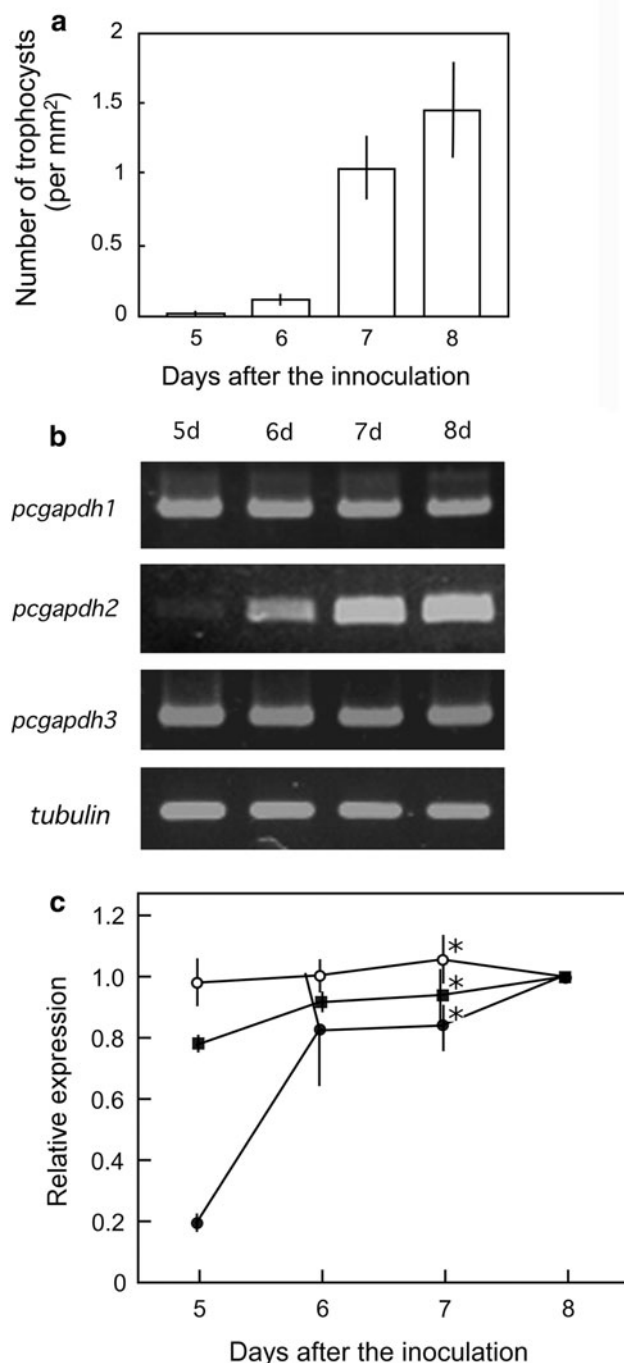 a
Number of trophocysts
(per mm²)
2
1.5
1
0.5
0
5 6 7 8
Days after the innoculation
b
5d 6d 7d 8d
pcgapdh1
pcgapdh2
pcgapdh3
tubulin
c
Relative expression
1.2
1.0
0.8
0.6
0.4
0.2
0
*
*
*
5 6 7 8
Days after the inoculation